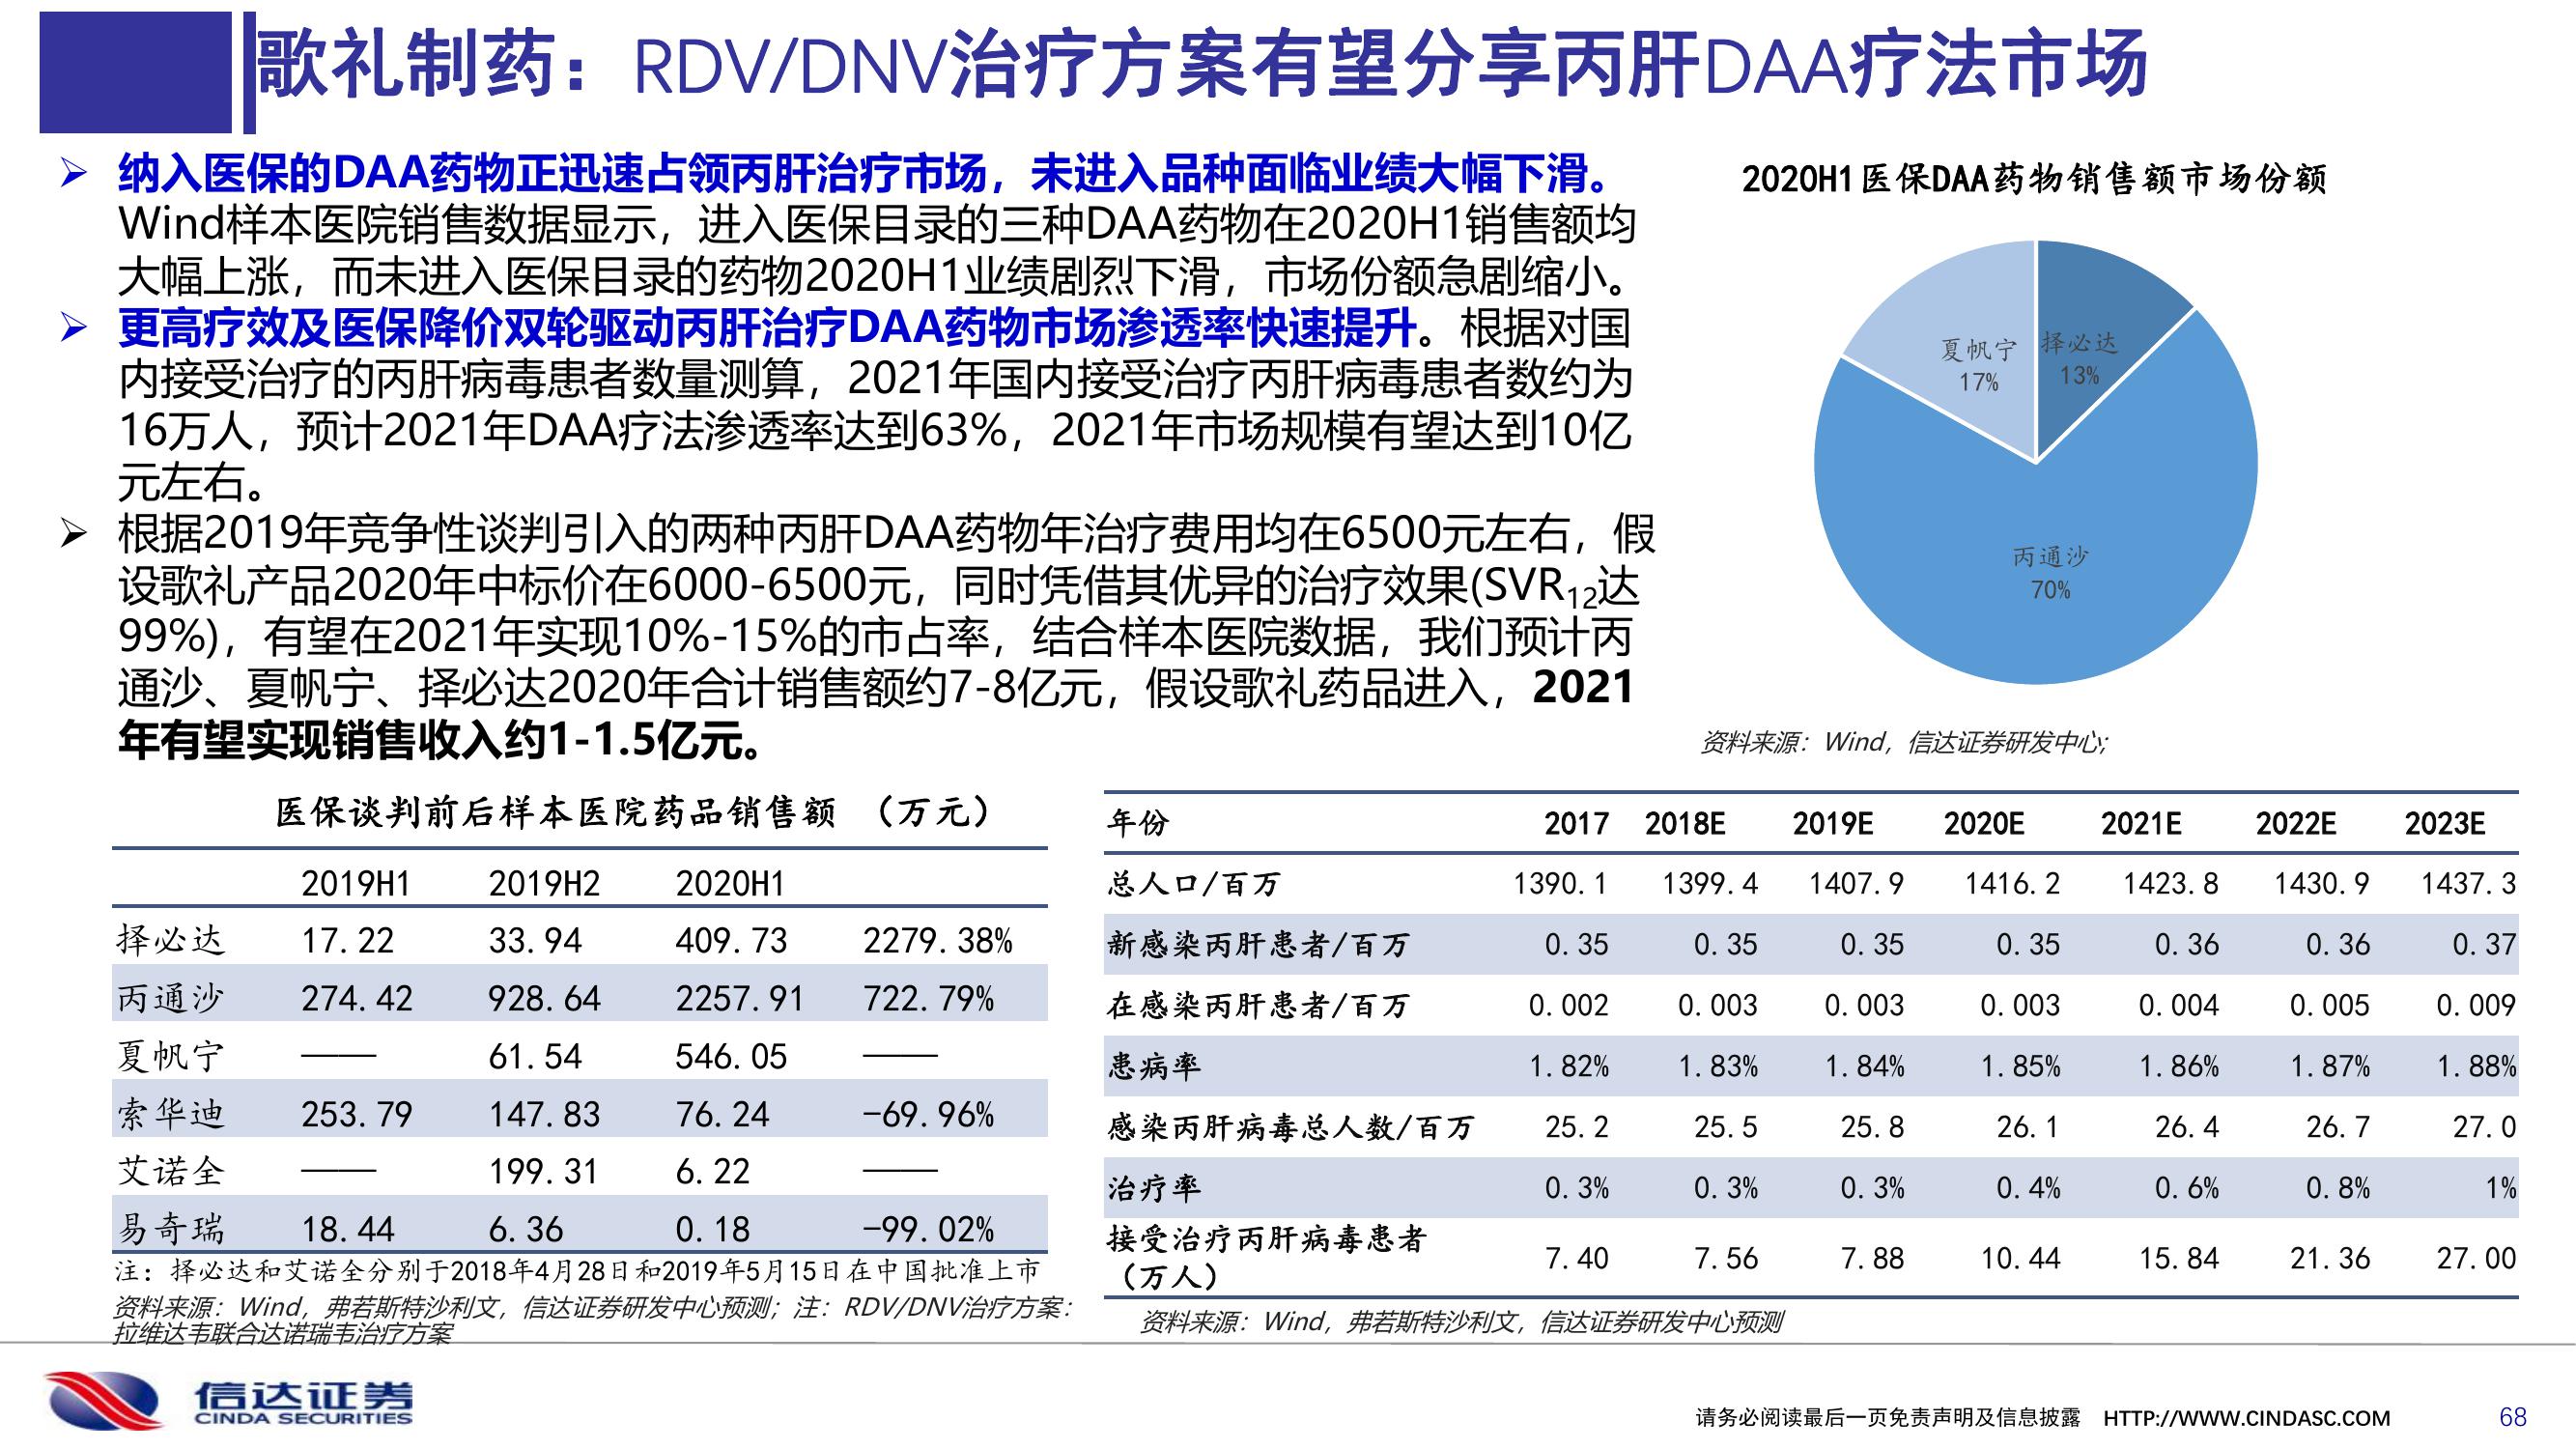 歌礼制药：RDV/DNV治疗方案有望分享丙肝DAA疗法市场
➢ 纳入医保的DAA药物正迅速占领丙肝治疗市场，未进入品种面临业绩大幅下滑。
Wind样本医院销售数据显示，进入医保目录的三种DAA药物在2020H1销售额均
大幅上涨，而未进入医保目录的药物2020H1业绩剧烈下滑，市场份额急剧缩小。
➢ 更高疗效及医保降价双轮驱动丙肝治疗DAA药物市场渗透率快速提升。根据对国
内接受治疗的丙肝病毒患者数量测算，2021年国内接受治疗丙肝病毒患者数约为
16万人，预计2021年DAA疗法渗透率达到63%，2021年市场规模有望达到10亿
元左右。
➢ 根据2019年竞争性谈判引入的两种丙肝DAA药物年治疗费用均在6500元左右，假
设歌礼产品2020年中标价在6000-6500元，同时凭借其优异的治疗效果(SVR12达
99%)，有望在2021年实现10%-15%的市占率，结合样本医院数据，我们预计丙
通沙、夏帆宁、择必达2020年合计销售额约7-8亿元，假设歌礼药品进入，2021
年有望实现销售收入约1-1.5亿元。
2020H1医保DAA药物销售额市场份额
夏帆宁
17%
择必达
13%
丙通沙
70%
资料来源：Wind，信达证券研发中心;
医保谈判前后样本医院药品销售额 （万元）
2019H1 2019H2 2020H1
择必达 17.22 33.94 409.73 2279.38%
丙通沙 274.42 928.64 2257.91 722.79%
夏帆宁 —— 61.54 546.05 ——
索华迪 253.79 147.83 76.24 -69.96%
艾诺全 —— 199.31 6.22 ——
易奇瑞 18.44 6.36 0.18 -99.02%
注：择必达和艾诺全分别于2018年4月28日和2019年5月15日在中国批准上市
资料来源：Wind，弗若斯特沙利文，信达证券研发中心预测；注：RDV/DNV治疗方案：
拉维达韦联合达诺瑞韦治疗方案
年份 2017 2018E 2019E 2020E 2021E 2022E 2023E
总人口/百万 1390.1 1399.4 1407.9 1416.2 1423.8 1430.9 1437.3
新感染丙肝患者/百万 0.35 0.35 0.35 0.35 0.36 0.36 0.37
在感染丙肝患者/百万 0.002 0.003 0.003 0.003 0.004 0.005 0.009
患病率 1.82% 1.83% 1.84% 1.85% 1.86% 1.87% 1.88%
感染丙肝病毒总人数/百万 25.2 25.5 25.8 26.1 26.4 26.7 27.0
治疗率 0.3% 0.3% 0.3% 0.4% 0.6% 0.8% 1%
接受治疗丙肝病毒患者
（万人） 7.40 7.56 7.88 10.44 15.84 21.36 27.00
资料来源：Wind，弗若斯特沙利文，信达证券研发中心预测
信达证券
CINDA SECURITIES
请务必阅读最后一页免责声明及信息披露 HTTP://WWW.CINDASC.COM 68